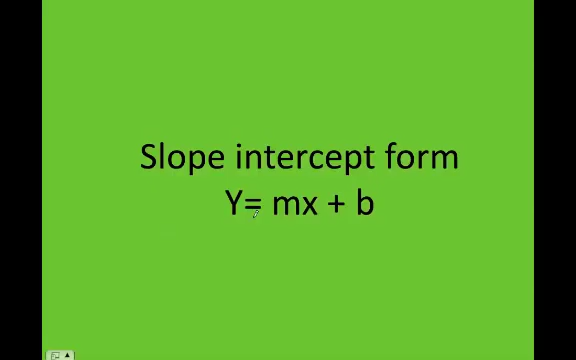 Slope intercept form
Y= mx + b